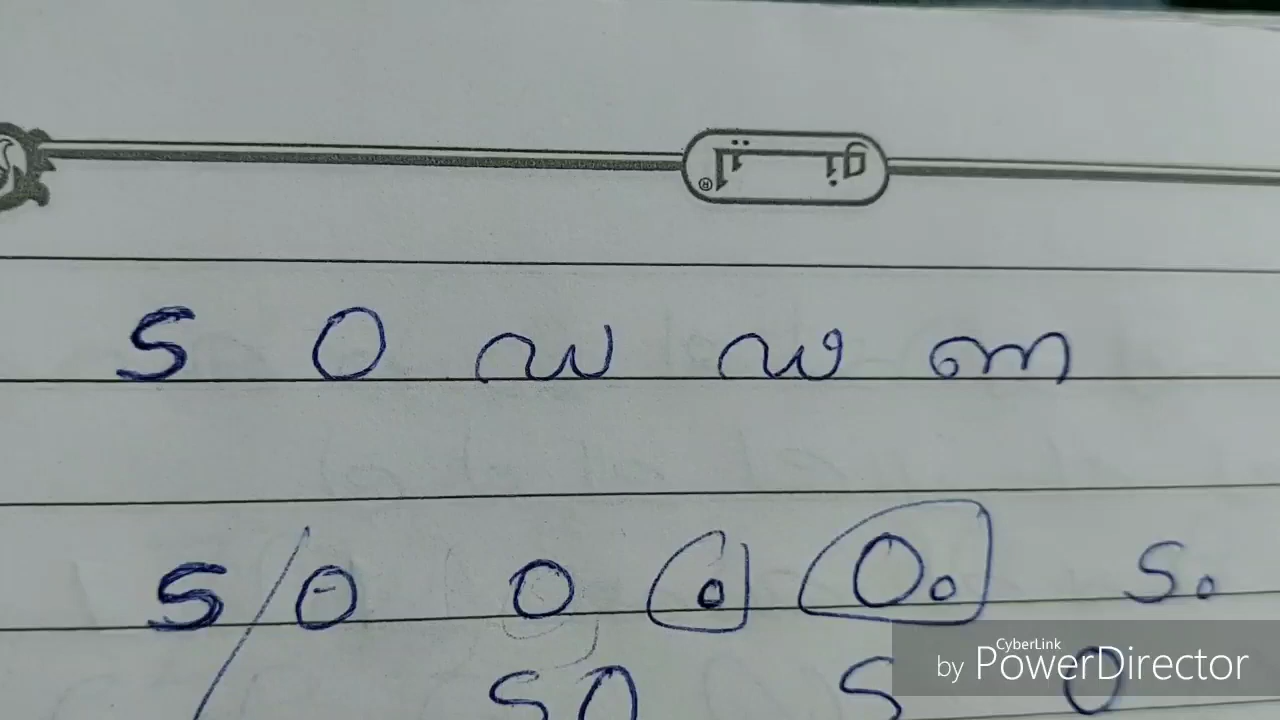 ട ഠ ഡ ഢ ണ
ട / ഠ ഠ ം ഠം ടം
ട ഠ ട ഠ
CyberLink
by PowerDirector